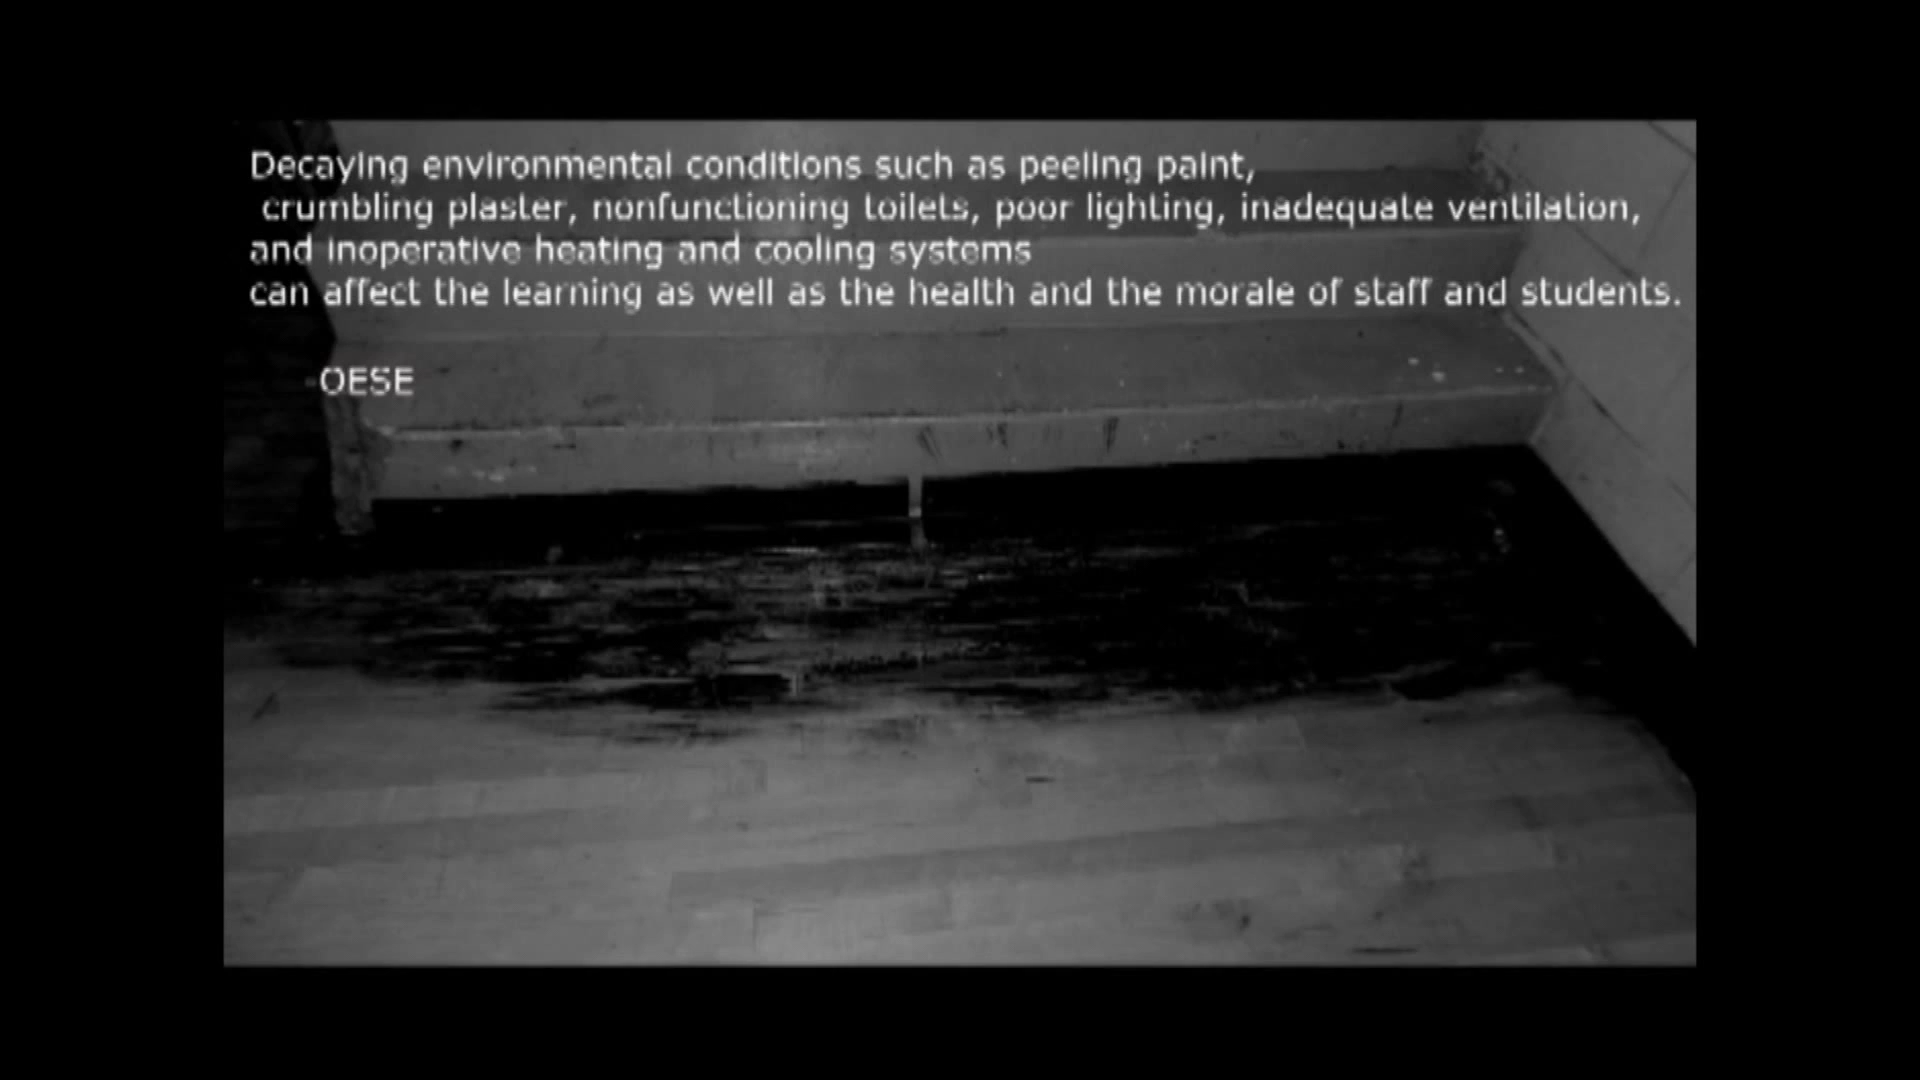 Decaying environmental conditions such as peeling paint,
crumbling plaster, nonfunctioning toilets, poor lighting, inadequate ventilation,
and inoperative heating and cooling systems
can affect the learning as well as the health and the morale of staff and students.
-OESE